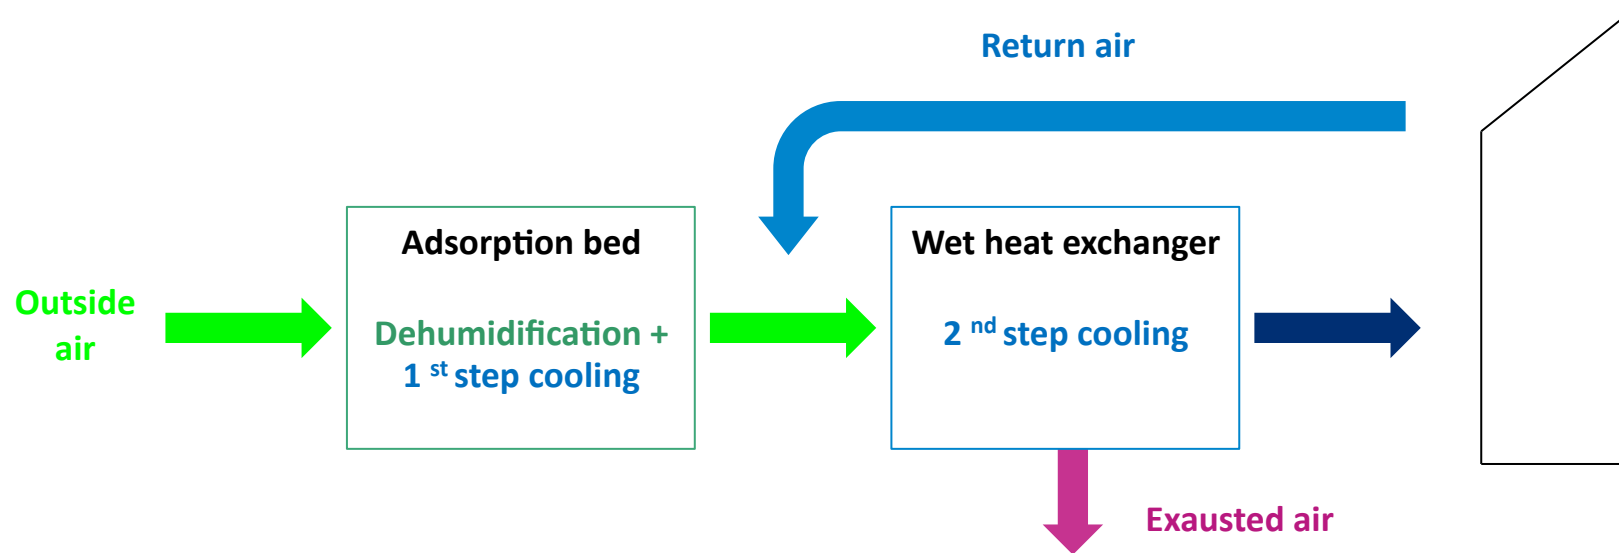 Return air
Adsorption bed
Wet heat exchanger
Outside
air
Dehumidification +
1 st step cooling
2 nd step cooling
Exausted air